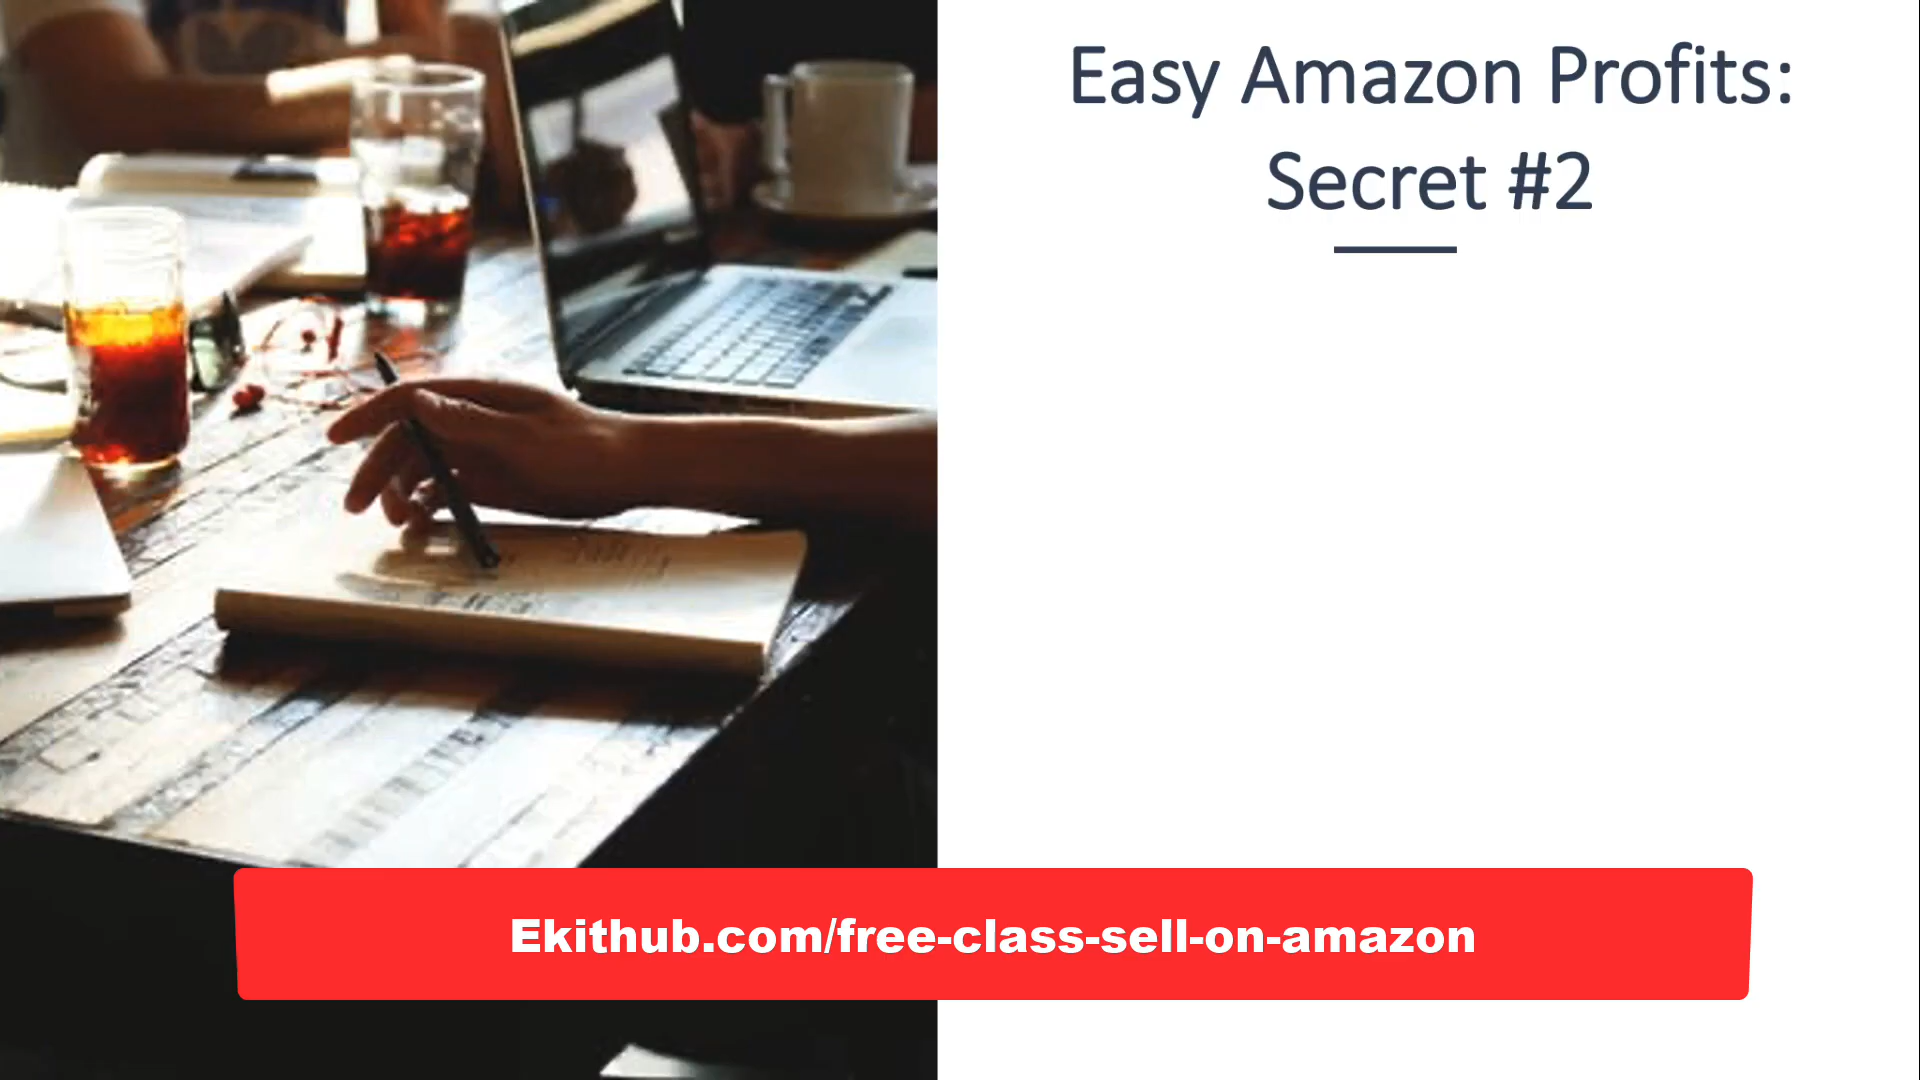 Easy Amazon Profits:
Secret #2
Ekithub.com/free-class-sell-on-amazon